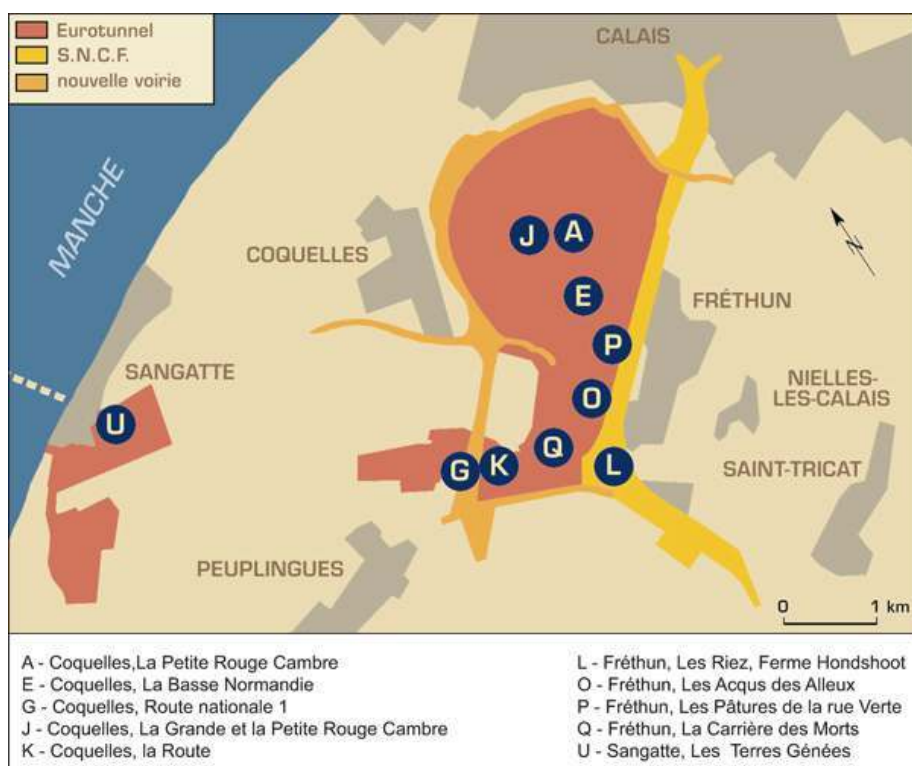 Eurotunnel
S.N.C.F.
nouvelle voirie
CALAIS
MANCHE
COQUELLES
J
A
E
FRÉTHUN
P
SANGATTE
NIELLES-
LES-CALAIS
O
U
Q
SAINT-TRICAT
G
K
L
N
PEUPLINGUES
0 1 km
A - Coquelles,La Petite Rouge Cambre
E - Coquelles, La Basse Normandie
G - Coquelles, Route nationale 1
J - Coquelles, La Grande et la Petite Rouge Cambre
K - Coquelles, la Route
L - Fréthun, Les Riez, Ferme Hondshoot
O - Fréthun, Les Acqus des Alleux
P - Fréthun, Les Pâtures de la rue Verte
Q - Fréthun, La Carrière des Morts
U - Sangatte, Les Terres Génées